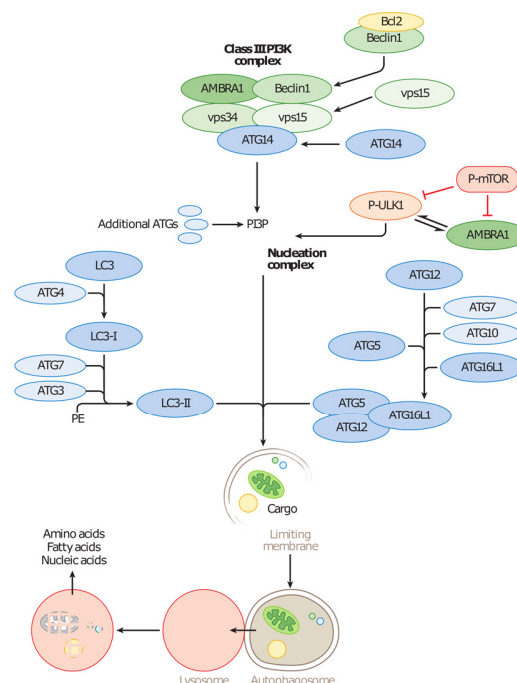 Bcl2
Beclin1
Class III PI3K
complex
AMBRA1
Beclin1
vps15
vps34
vps15
ATG14
ATG14
P-mTOR
P-ULK1
Additional ATGs
PI3P
AMBRA1
Nucleation
complex
LC3
ATG12
ATG4
ATG7
LC3-I
ATG10
ATG5
ATG7
ATG16L1
ATG3
LC3-II
ATG5
PE
ATG16L1
ATG12
Cargo
Amino acids
Fatty acids
Nucleic acids
Limiting
membrane
Lysosome
Autophagosome